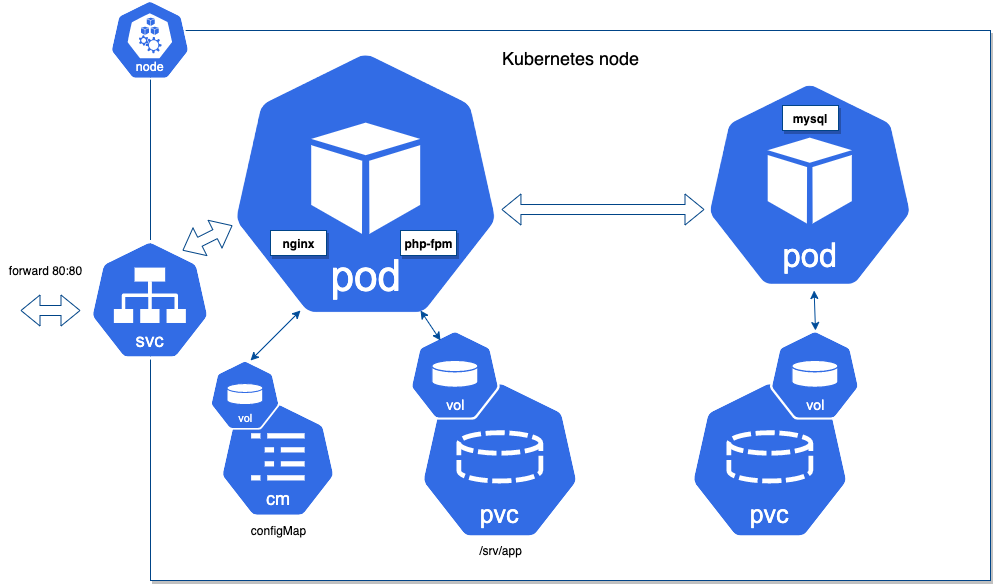 node
Kubernetes node
mysql
nginx
php-fpm
pod
pod
forward 80:80
svc
vol
vol
vol
cm
pvc
pvc
configMap
/srv/app